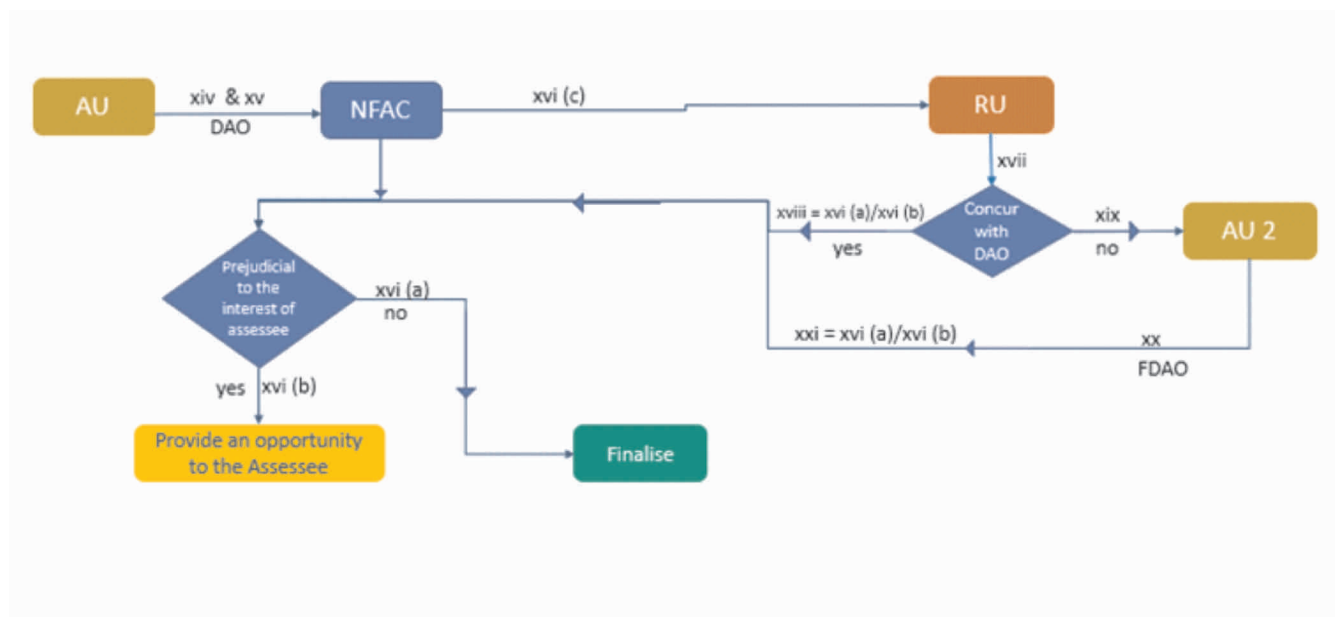 AU
xiv & xv
DAO
NFAC
xvi (c)
RU
xvii
Concur
with
DAO
xviii = xvi (a)/xvi (b)
yes
xix
no
AU 2
Prejudicial
to the
interest of
assessee
xvi (a)
no
xxi = xvi (a)/xvi (b)
xx
FDAO
yes
xvi (b)
Provide an opportunity
to the Assessee
Finalise